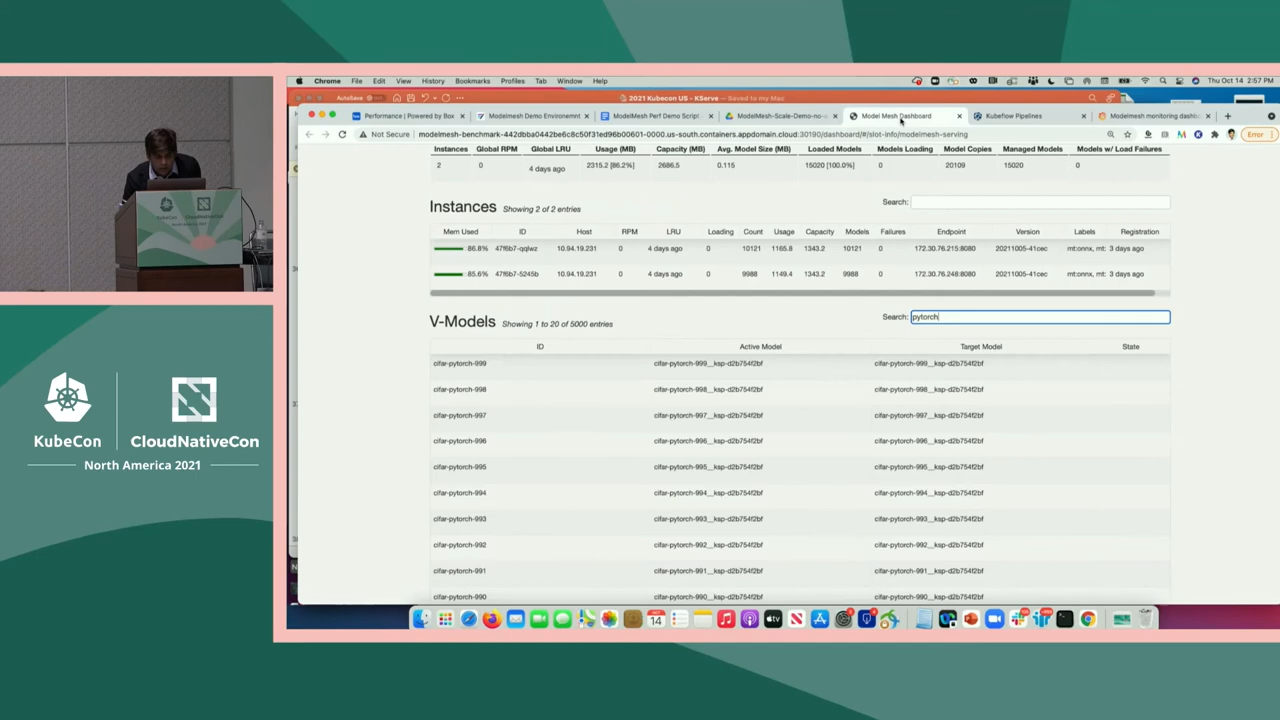 Chrome File Edit View History Bookmarks Profiles Tab Window Help Thu Oct 14 2:57 PM
AutoSave 2021 Kubecon US - KServe — Saved to my Mac
Performance | Powered by Box Modelmesh Demo Environment ModelMesh Perf Demo Script ModelMesh-Scale-Demo-no-v Model Mesh Dashboard Kubeflow Pipelines Modelmesh monitoring dashbo
Not Secure modelmesh-benchmark-442dbba0442be6c8c50f31ed96b00601-0000.us-south.containers.appdomain.cloud:30190/dashboard/#/slot-info/modelmesh-serving Error
Instances Global RPM Global LRU Usage (MB) Capacity (MB) Avg. Model Size (MB) Loaded Models Models Loading Model Copies Managed Models Models w/ Load Failures
2 0 4 days ago 2315.2 [86.2%] 2686.5 0.115 15020 [100.0%] 0 20109 15020 0
Instances Showing 2 of 2 entries Search:
Mem Used ID Host RPM LRU Loading Count Usage Capacity Models Failures Endpoint Version Labels Registration
86.8% 47f6b7-qqlwz 10.94.19.231 0 4 days ago 0 10121 1165.8 1343.2 10121 0 172.30.76.215:8080 20211005-41cec mt:onnx, mt: 3 days ago
85.6% 47f6b7-5245b 10.94.19.231 0 4 days ago 0 9988 1149.4 1343.2 9988 0 172.30.76.248:8080 20211005-41cec mt:onnx, mt: 3 days ago
V-Models Showing 1 to 20 of 5000 entries Search: pytorch
ID Active Model Target Model State
cifar-pytorch-999 cifar-pytorch-999__ksp-d2b754f2bf cifar-pytorch-999__ksp-d2b754f2bf
cifar-pytorch-998 cifar-pytorch-998__ksp-d2b754f2bf cifar-pytorch-998__ksp-d2b754f2bf
cifar-pytorch-997 cifar-pytorch-997__ksp-d2b754f2bf cifar-pytorch-997__ksp-d2b754f2bf
cifar-pytorch-996 cifar-pytorch-996__ksp-d2b754f2bf cifar-pytorch-996__ksp-d2b754f2bf
cifar-pytorch-995 cifar-pytorch-995__ksp-d2b754f2bf cifar-pytorch-995__ksp-d2b754f2bf
cifar-pytorch-994 cifar-pytorch-994__ksp-d2b754f2bf cifar-pytorch-994__ksp-d2b754f2bf
cifar-pytorch-993 cifar-pytorch-993__ksp-d2b754f2bf cifar-pytorch-993__ksp-d2b754f2bf
cifar-pytorch-992 cifar-pytorch-992__ksp-d2b754f2bf cifar-pytorch-992__ksp-d2b754f2bf
cifar-pytorch-991 cifar-pytorch-991__ksp-d2b754f2bf cifar-pytorch-991__ksp-d2b754f2bf
cifar-pytorch-990 cifar-pytorch-990__ksp-d2b754f2bf cifar-pytorch-990__ksp-d2b754f2bf
KubeCon CloudNativeCon
North America 2021